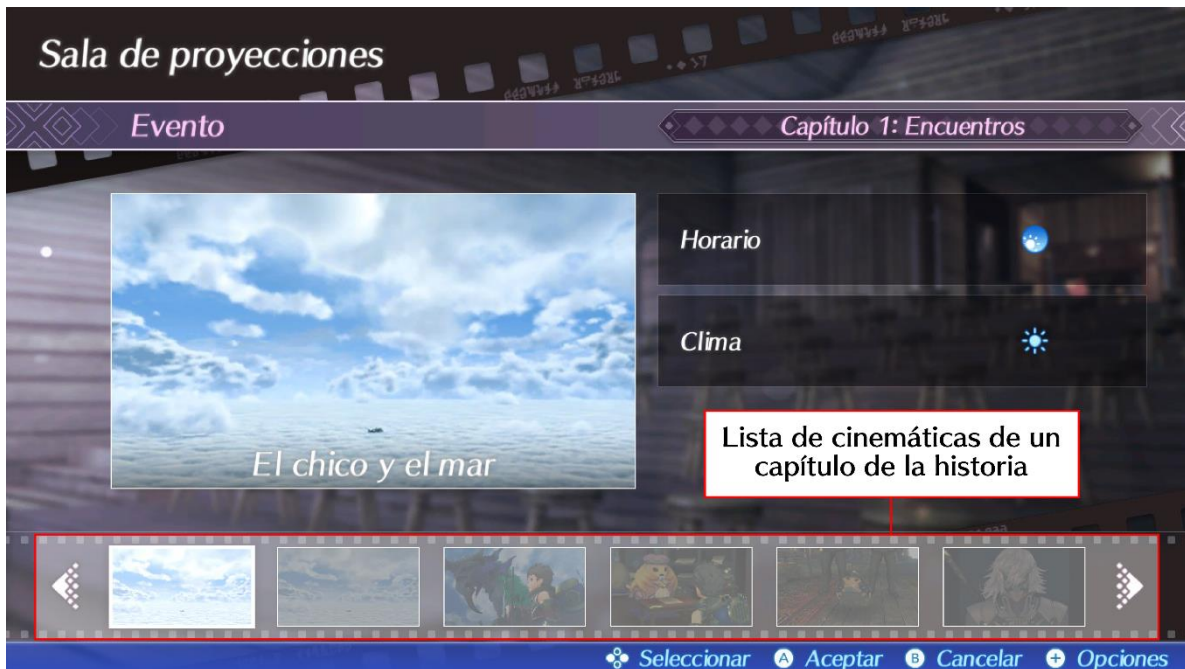 Sala de proyecciones
Evento
Capítulo 1: Encuentros
Horario
Clima
El chico y el mar
Lista de cinemáticas de un
capítulo de la historia
Seleccionar A Aceptar B Cancelar + Opciones